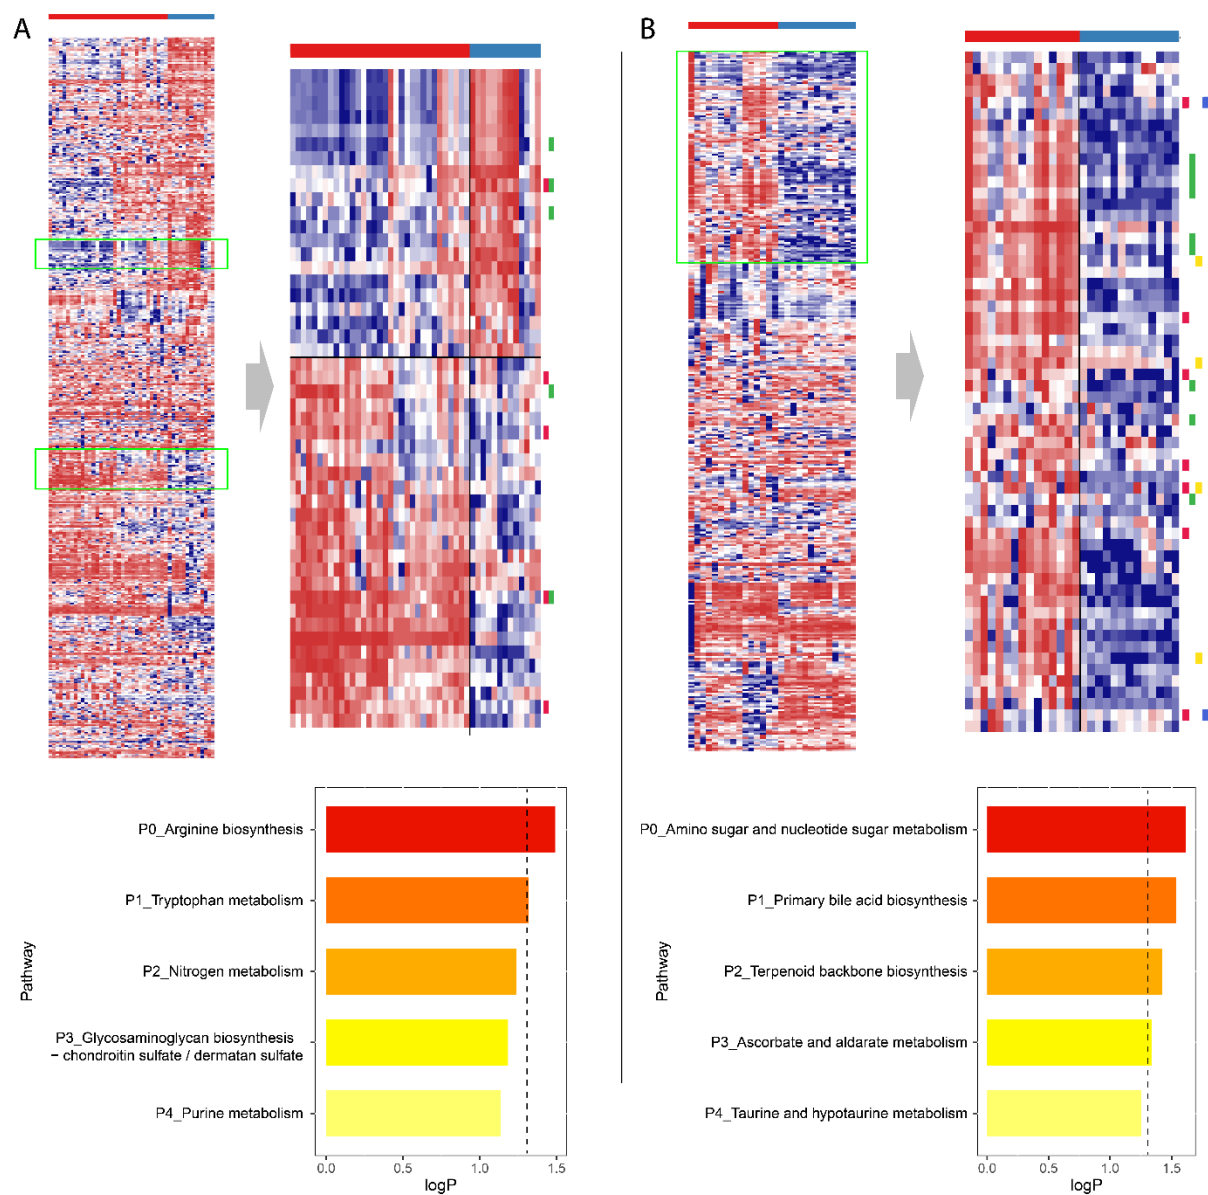 A
B
P0_Arginine biosynthesis
P1_Tryptophan metabolism
P2_Nitrogen metabolism
P3_Glycosaminoglycan biosynthesis
− chondroitin sulfate / dermatan sulfate
P4_Purine metabolism
Pathway
0.0 0.5 1.0 1.5
logP
P0_Amino sugar and nucleotide sugar metabolism
P1_Primary bile acid biosynthesis
P2_Terpenoid backbone biosynthesis
P3_Ascorbate and aldarate metabolism
P4_Taurine and hypotaurine metabolism
Pathway
0.0 0.5 1.0 1.5
logP